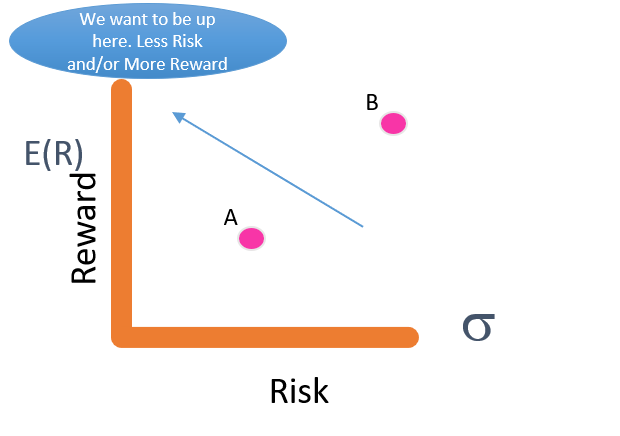 We want to be up
here. Less Risk
and/or More Reward
B
E(R)
Reward
A
σ
Risk